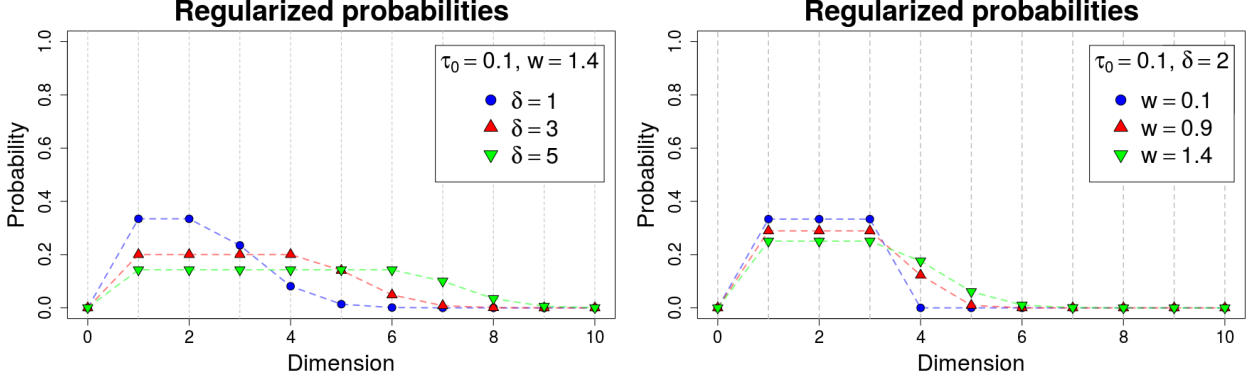 Regularized probabilities
Probability
1.0
0.8
0.6
0.4
0.2
0.0
τ0 = 0.1, w = 1.4
δ = 1
δ = 3
δ = 5
0 2 4 6 8 10
Dimension
Regularized probabilities
Probability
1.0
0.8
0.6
0.4
0.2
0.0
τ0 = 0.1, δ = 2
w = 0.1
w = 0.9
w = 1.4
0 2 4 6 8 10
Dimension